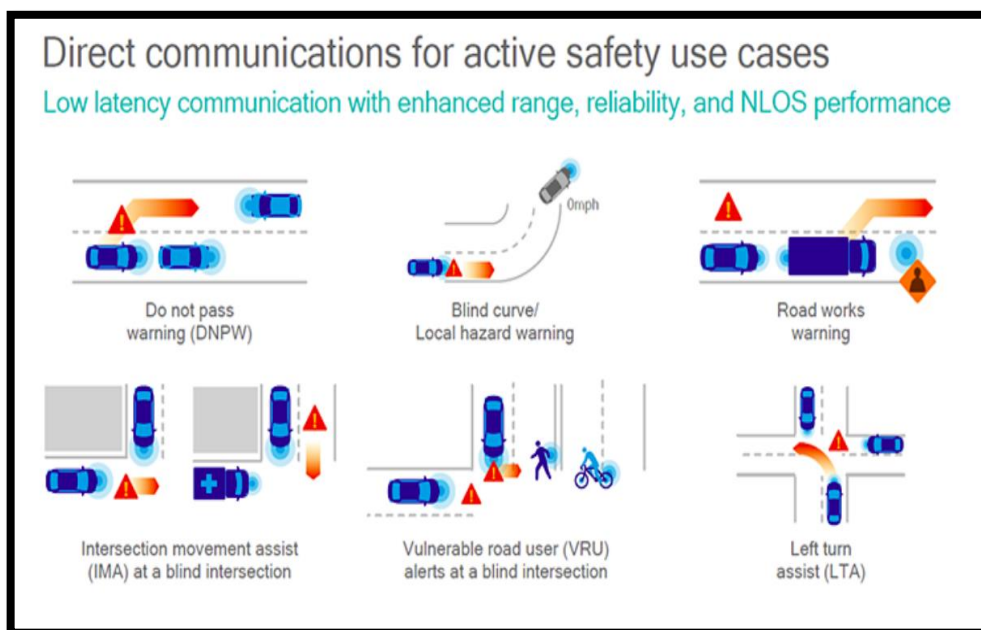 Direct communications for active safety use cases
Low latency communication with enhanced range, reliability, and NLOS performance
0mph
Do not pass
warning (DNPW)
Blind curve/
Local hazard warning
Road works
warning
Intersection movement assist
(IMA) at a blind intersection
Vulnerable road user (VRU)
alerts at a blind intersection
Left turn
assist (LTA)